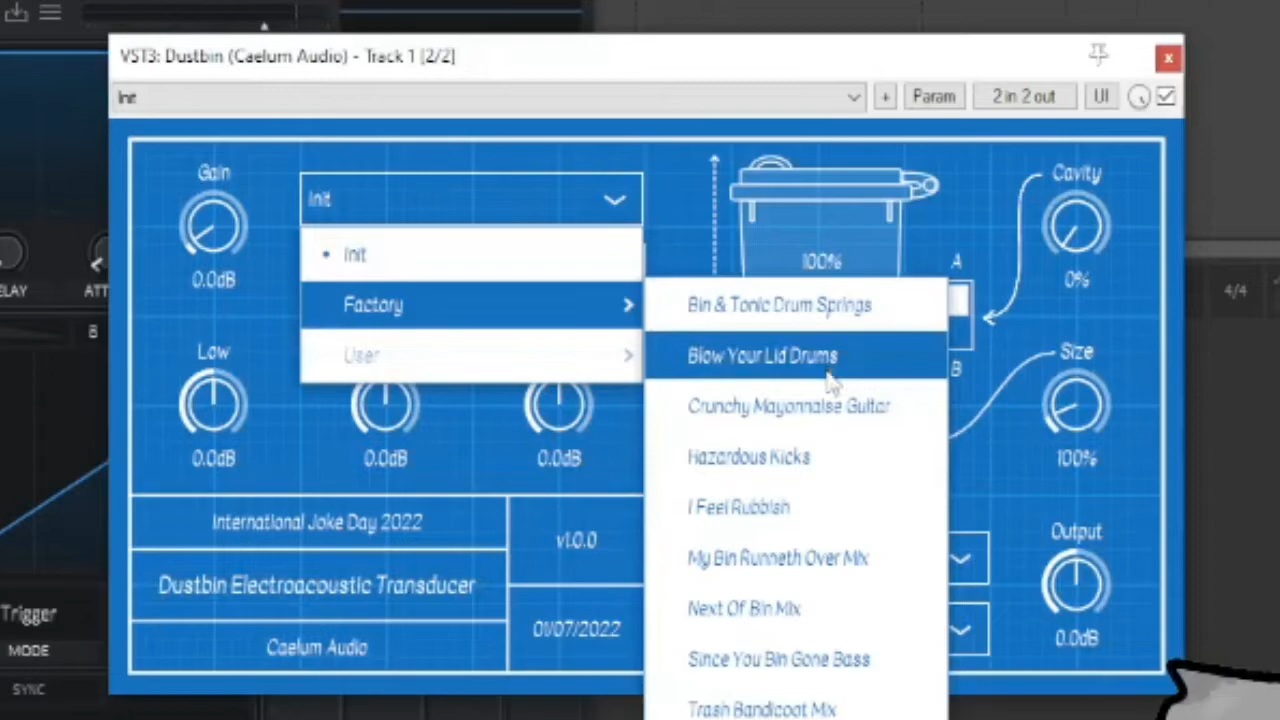 VST3: Dustbin (Caelum Audio) - Track 1 [2/2]
Init
+
Param
2 in 2 out
UI
Gain
0.0dB
Init
Init
Factory
User
100%
A
B
Cavity
0%
Bin & Tonic Drum Springs
Blow Your Lid Drums
Crunchy Mayonnaise Guitar
Hazardous Kicks
I Feel Rubbish
My Bin Runneth Over Mix
Next Of Bin Mix
Since You Bin Gone Bass
Trash Bandicoot Mix
Low
0.0dB
0.0dB
0.0dB
Size
100%
International Joke Day 2022
Dustbin Electroacoustic Transducer
Caelum Audio
v1.0.0
01/07/2022
Output
0.0dB
ELAY
ATT
8
4/4
Trigger
MODE
SYNC